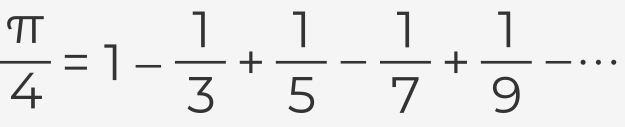 π/4 = 1 − 1/3 + 1/5 − 1/7 + 1/9 − ···